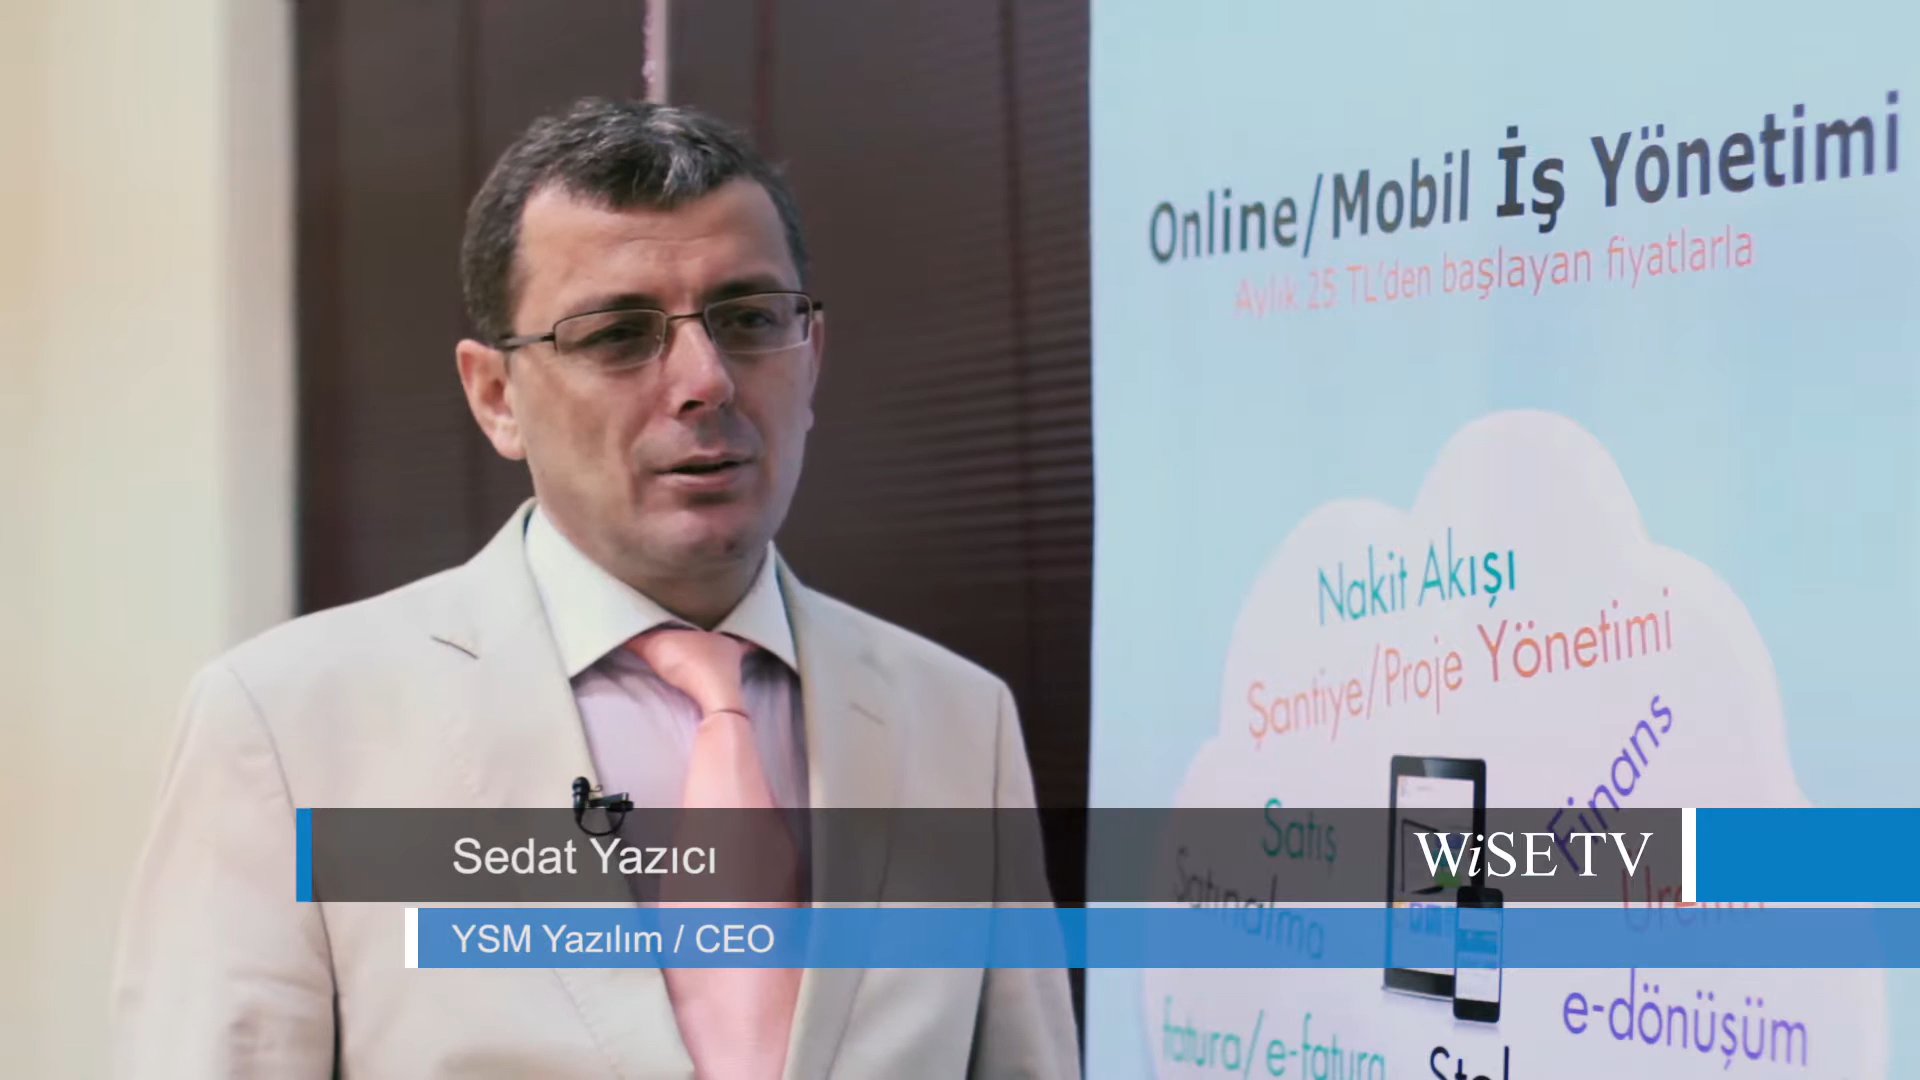 Online/Mobil İş Yönetimi
Aylık 25 TL'den başlayan fiyatlarla
Nakit Akışı
Şantiye/Proje Yönetimi
Finans
Satış
Satınalma
Üretim
e-dönüşüm
fatura/e-fatura
Sedat Yazıcı
WiSE TV
YSM Yazılım / CEO